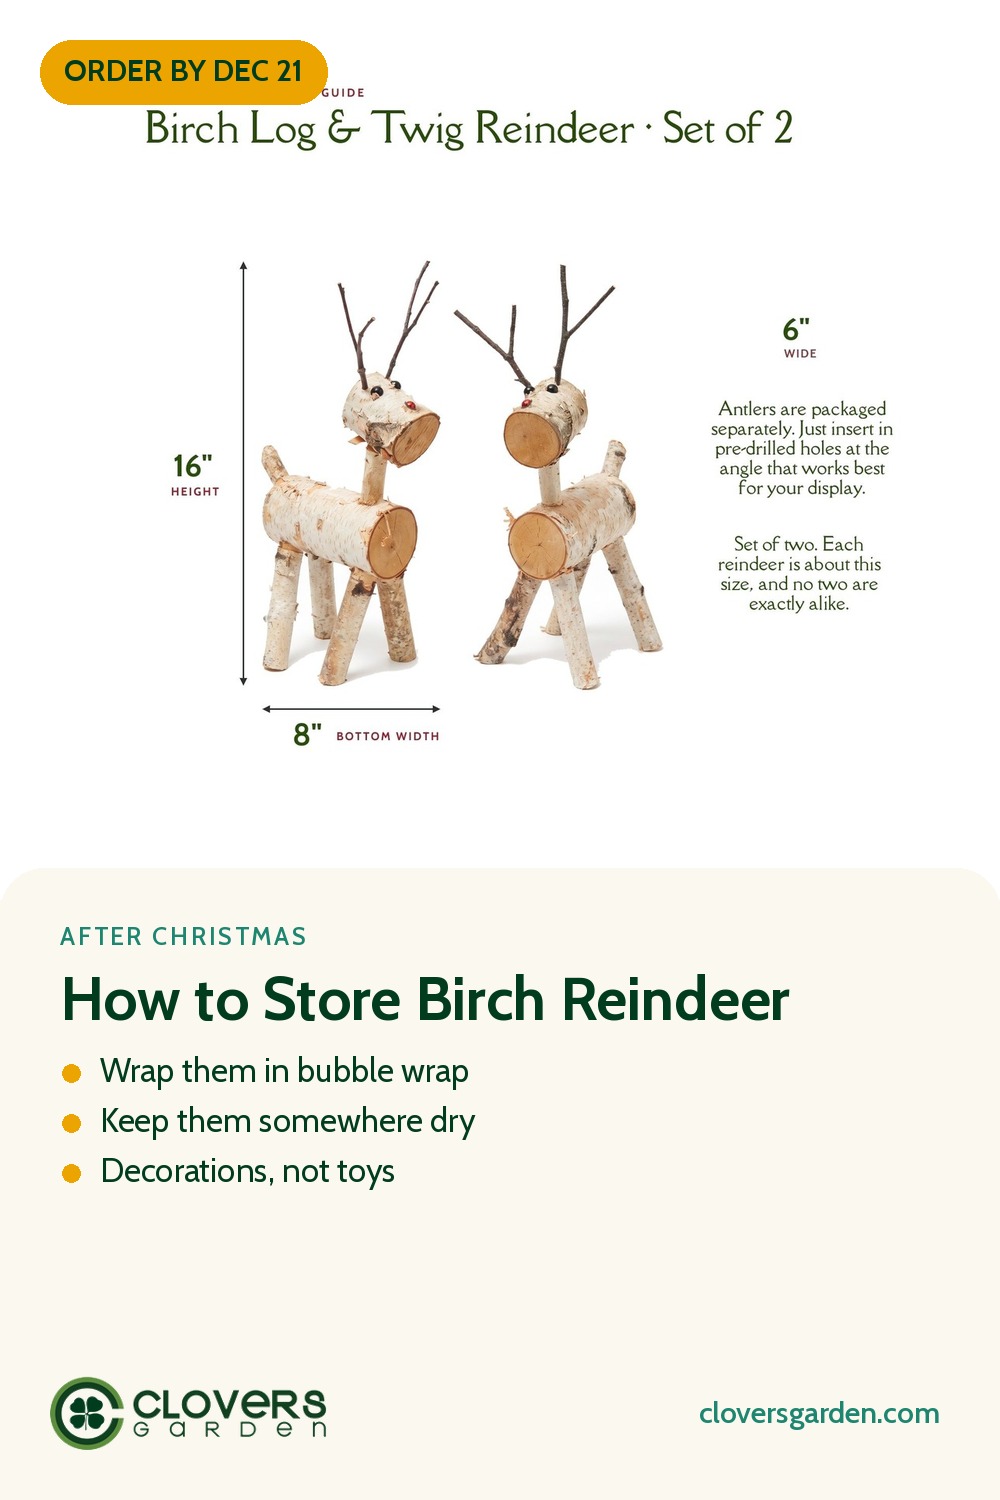 ORDER BY DEC 21
GUIDE
Birch Log & Twig Reindeer · Set of 2
6"
WIDE
Antlers are packaged
separately. Just insert in
pre-drilled holes at the
angle that works best
for your display.
16"
HEIGHT
Set of two. Each
reindeer is about this
size, and no two are
exactly alike.
8" BOTTOM WIDTH
AFTER CHRISTMAS
How to Store Birch Reindeer
Wrap them in bubble wrap
Keep them somewhere dry
Decorations, not toys
CLOVERS
GARDEN
cloversgarden.com